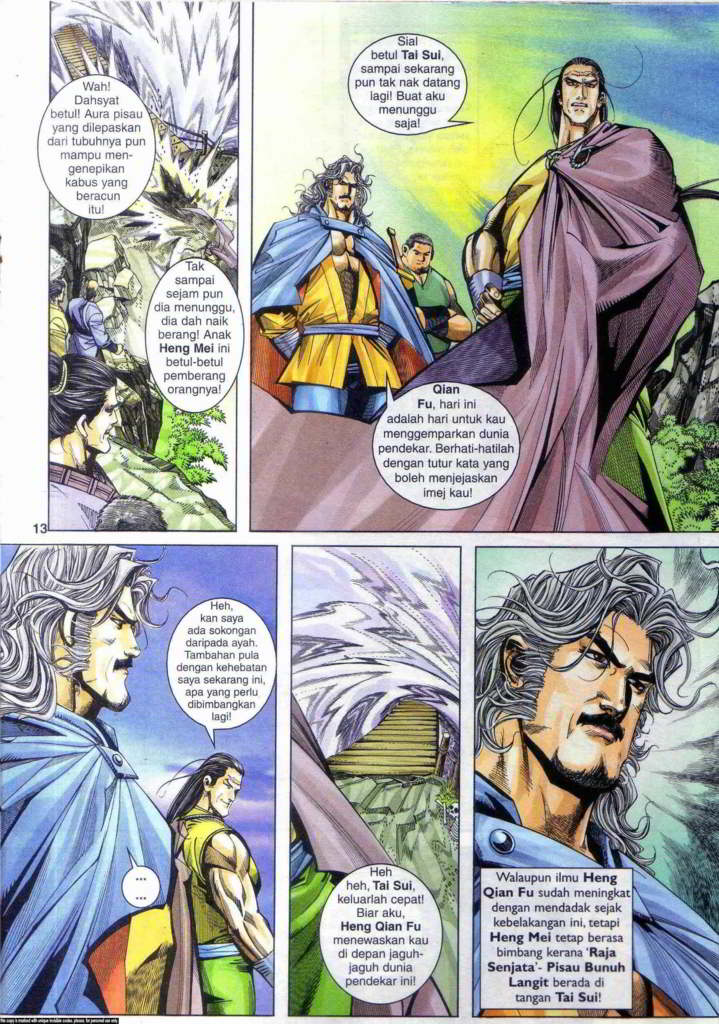 Wah!
Dahsyat
betul! Aura pisau
yang dilepaskan
dari tubuhnya pun
mampu men-
genepikan
kabus yang
beracun
itu!
Tak
sampai
sejam pun
dia menunggu,
dia dah naik
berang! Anak
Heng Mei ini
betul-betul
pemberang
orangnya!
Sial
betul Tai Sui,
sampai sekarang
pun tak nak datang
lagi! Buat aku
menunggu
saja!
Qian
Fu, hari ini
adalah hari untuk kau
menggemparkan dunia
pendekar. Berhati-hatilah
dengan tutur kata yang
boleh menjejaskan
imej kau!
13
Heh,
kan saya
ada sokongan
daripada ayah.
Tambahan pula
dengan kehebatan
saya sekarang ini,
apa yang perlu
dibimbangkan
lagi!
...
...
Heh
heh, Tai Sui,
keluarlah cepat!
Biar aku,
Heng Qian Fu
menewaskan kau
di depan jaguh-
jaguh dunia
pendekar ini!
Walaupun ilmu Heng
Qian Fu sudah meningkat
dengan mendadak sejak
kebelakangan ini, tetapi
Heng Mei tetap berasa
bimbang kerana 'Raja
Senjata'- Pisau Bunuh
Langit berada di
tangan Tai Sui!